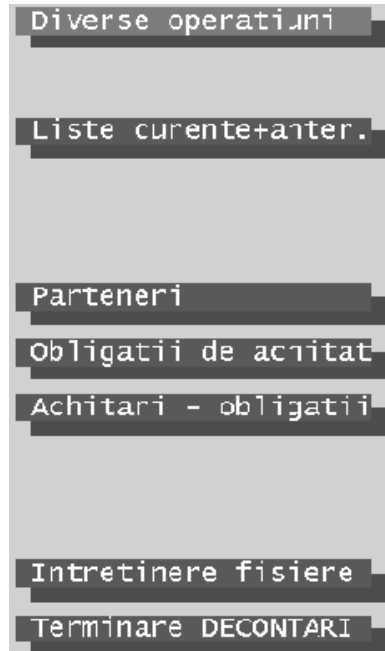 Diverse operatiuni
Liste curente+anter.
Parteneri
Obligatii de achitat
Achitari - obligatii
Intretinere fisiere
Terminare DECONTARI